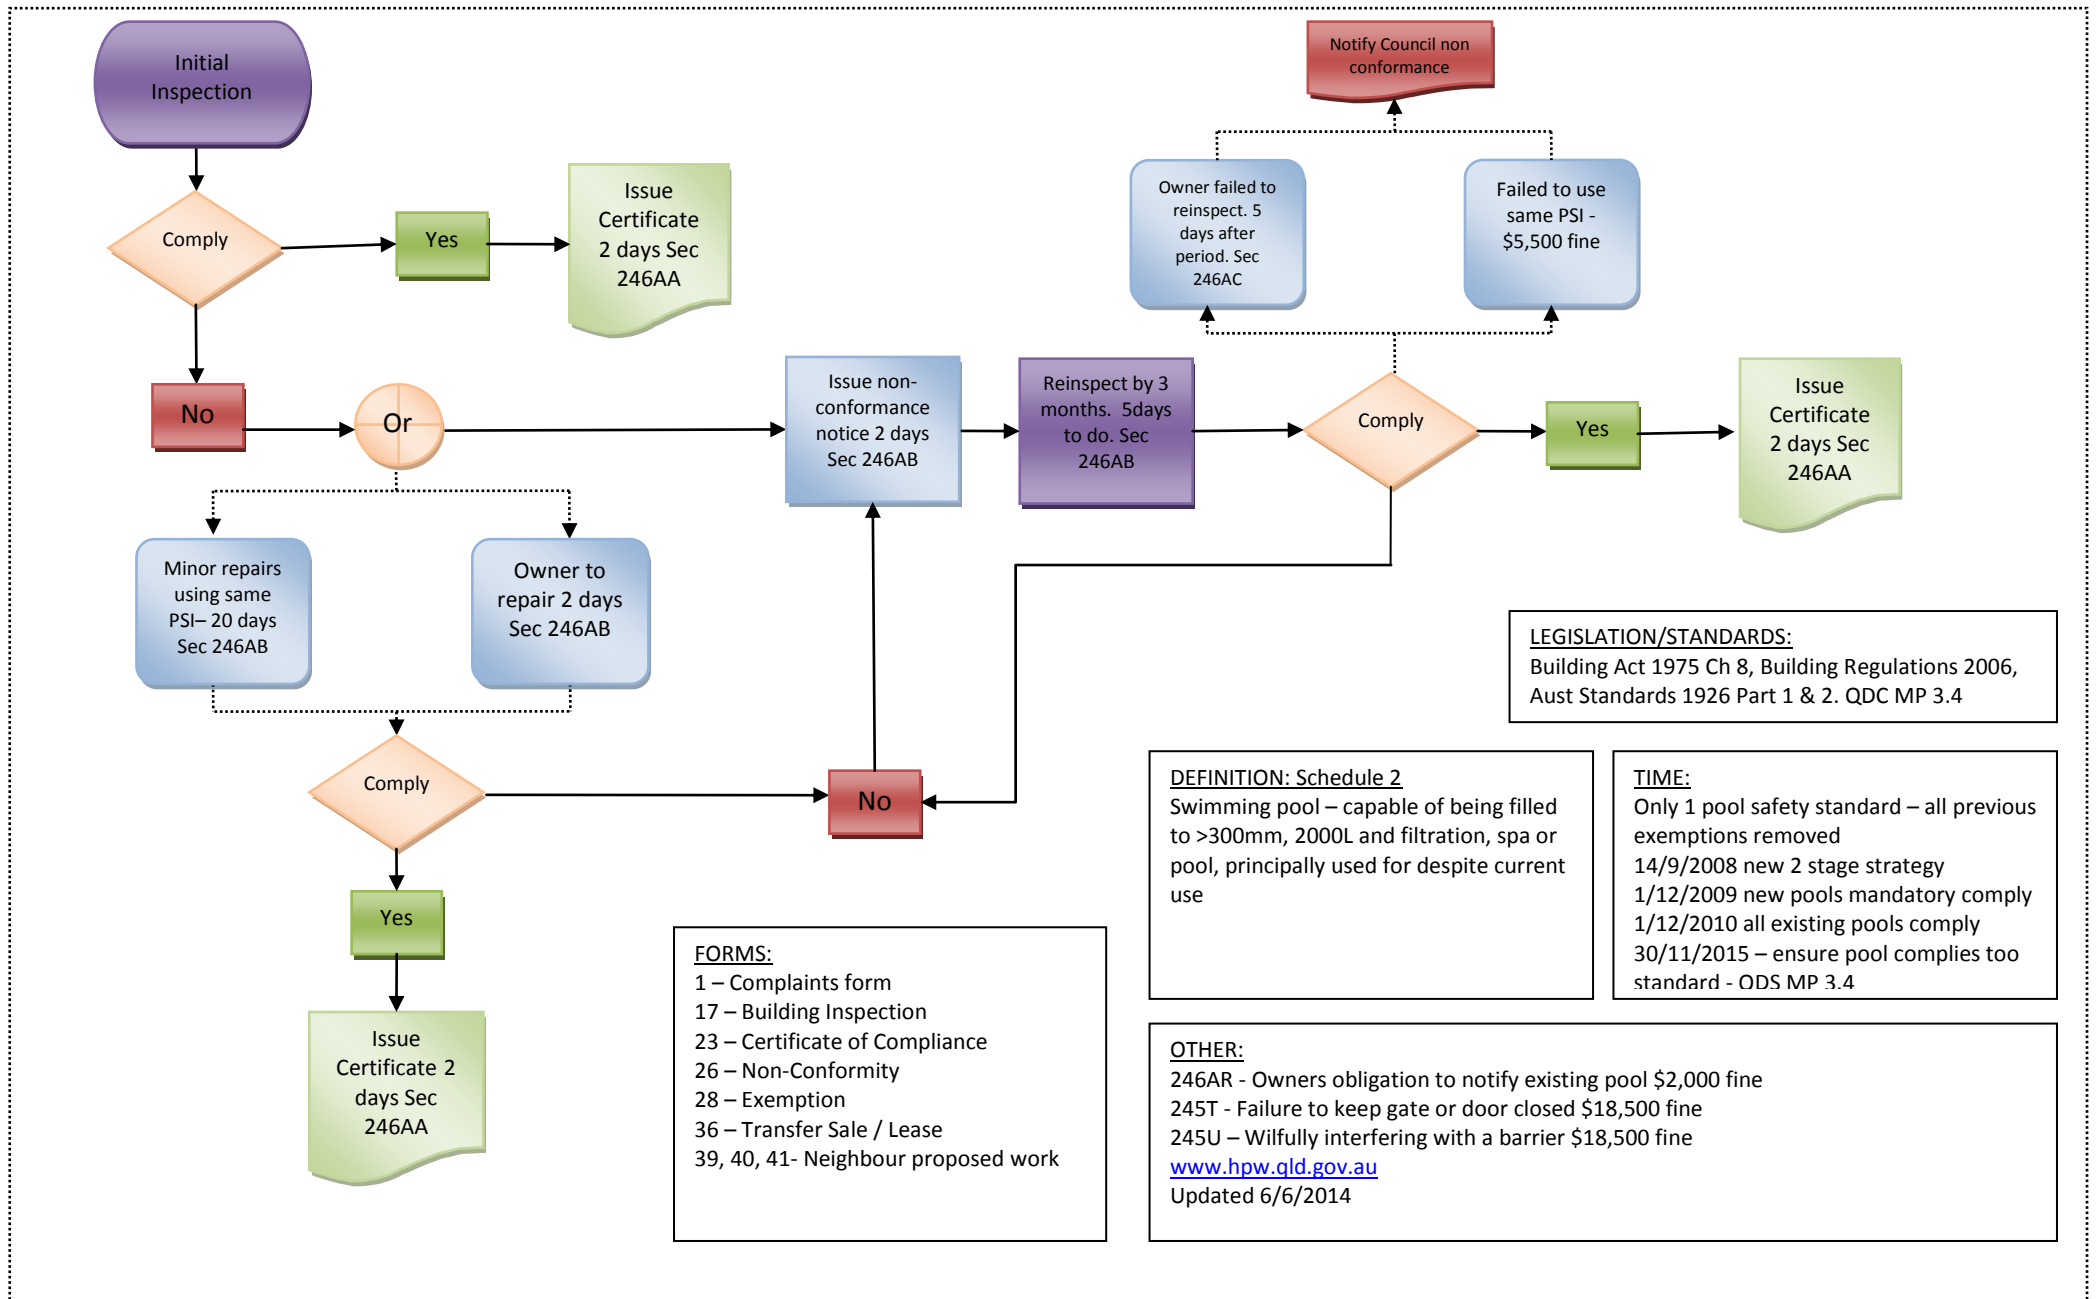 Initial
Inspection
Notify Council non
conformance
Comply
Yes
Issue
Certificate
2 days Sec
246AA
Owner failed to
reinspect. 5
days after
period. Sec
246AC
Failed to use
same PSI -
$5,500 fine
No
Or
Issue non-
conformance
notice 2 days
Sec 246AB
Reinspect by 3
months.  5days
to do. Sec
246AB
Comply
Yes
Issue
Certificate
2 days Sec
246AA
Minor repairs
using same
PSI– 20 days
Sec 246AB
Owner to
repair 2 days
Sec 246AB
LEGISLATION/STANDARDS:
Building Act 1975 Ch 8, Building Regulations 2006,
Aust Standards 1926 Part 1 & 2. QDC MP 3.4
Comply
No
DEFINITION: Schedule 2
Swimming pool – capable of being filled
to >300mm, 2000L and filtration, spa or
pool, principally used for despite current
use
TIME:
Only 1 pool safety standard – all previous
exemptions removed
14/9/2008 new 2 stage strategy
1/12/2009 new pools mandatory comply
1/12/2010 all existing pools comply
30/11/2015 – ensure pool complies too
standard - QDS MP 3.4
Yes
Issue
Certificate 2
days Sec
246AA
FORMS:
1 – Complaints form
17 – Building Inspection
23 – Certificate of Compliance
26 – Non-Conformity
28 – Exemption
36 – Transfer Sale / Lease
39, 40, 41- Neighbour proposed work
OTHER:
246AR - Owners obligation to notify existing pool $2,000 fine
245T - Failure to keep gate or door closed $18,500 fine
245U – Wilfully interfering with a barrier $18,500 fine
www.hpw.qld.gov.au
Updated 6/6/2014